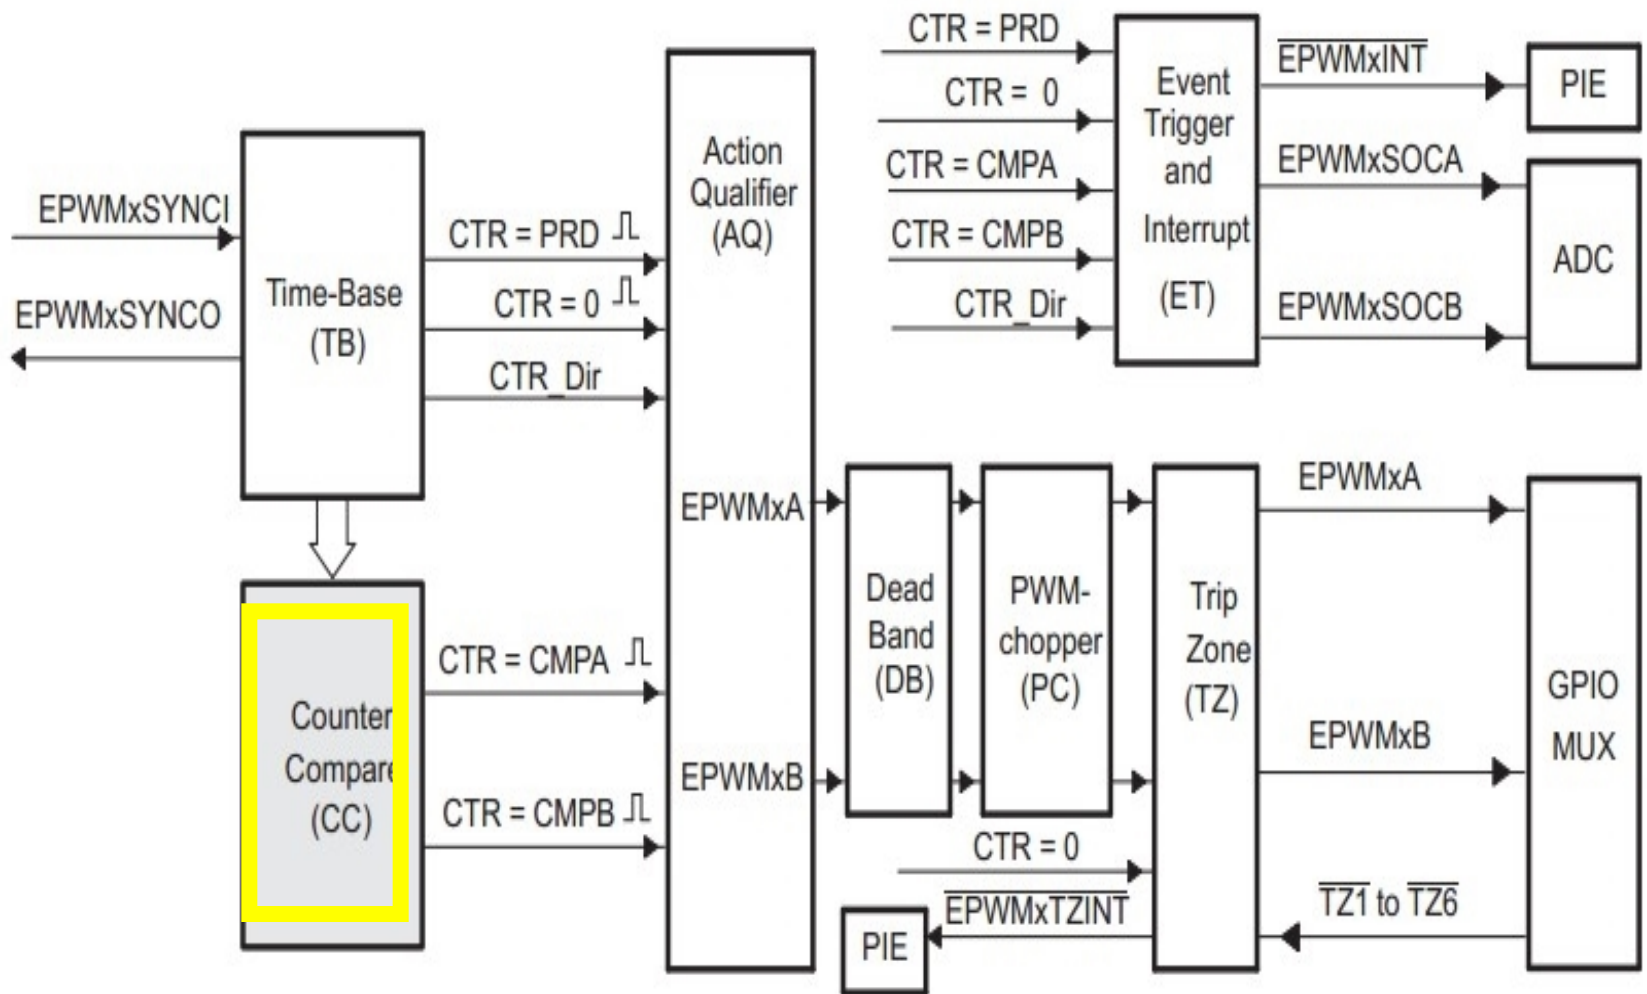 EPWMxSYNCI
EPWMxSYNCO
Time-Base
(TB)
CTR = PRD
CTR = 0
CTR_Dir
Counter
Compare
(CC)
CTR = CMPA
CTR = CMPB
Action
Qualifier
(AQ)
EPWMxA
EPWMxB
CTR = PRD
CTR = 0
CTR = CMPA
CTR = CMPB
CTR_Dir
Event
Trigger
and
Interrupt
(ET)
EPWMxINT
EPWMxSOCA
EPWMxSOCB
PIE
ADC
Dead
Band
(DB)
PWM-
chopper
(PC)
Trip
Zone
(TZ)
EPWMxA
EPWMxB
GPIO
MUX
CTR = 0
EPWMxTZINT
PIE
TZ1 to TZ6